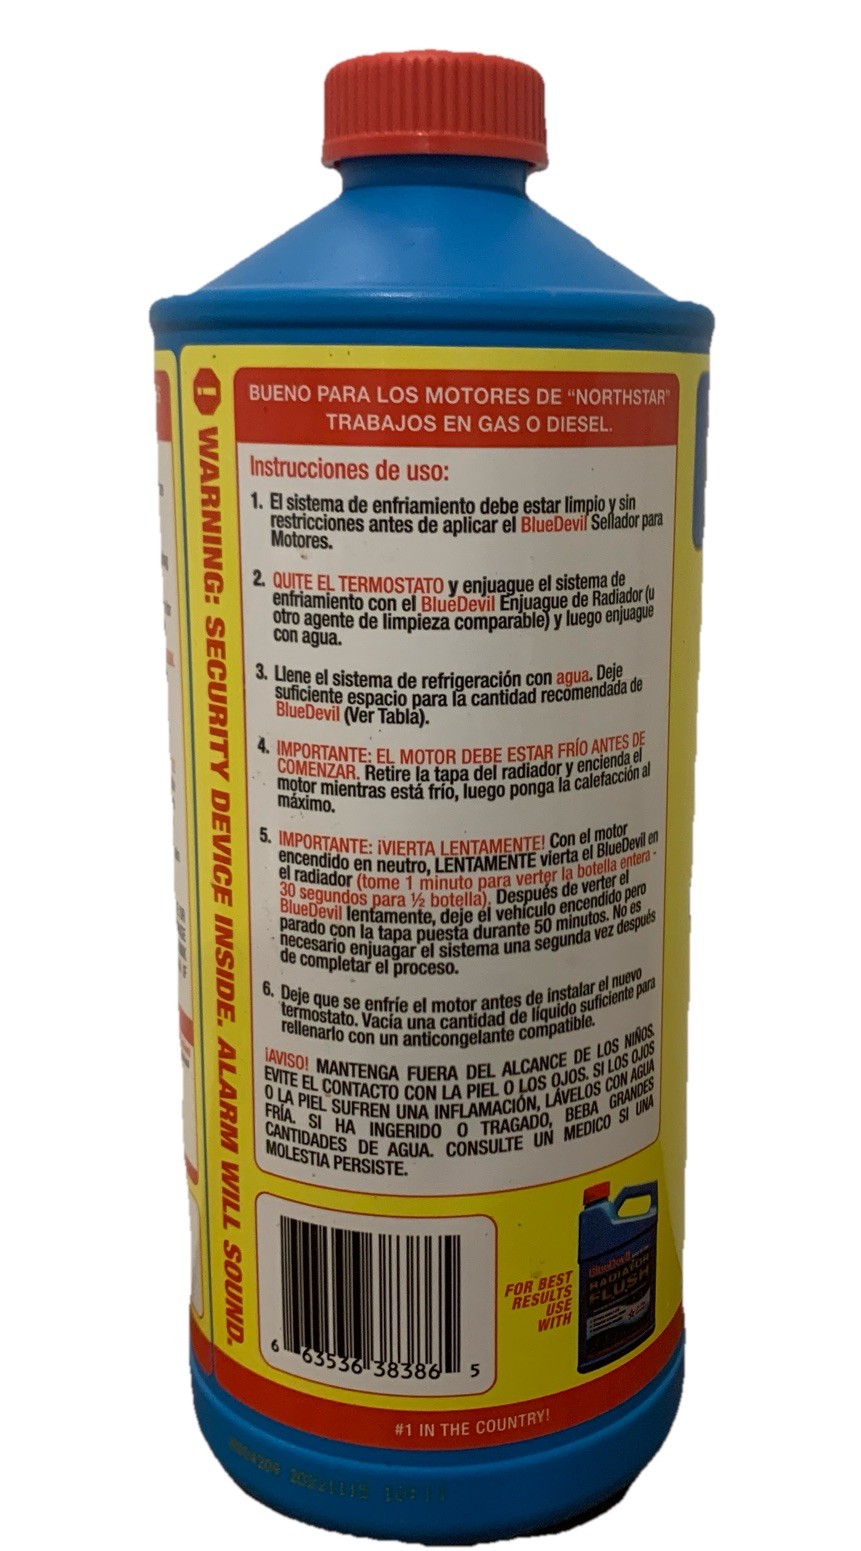 BUENO PARA LOS MOTORES DE “NORTHSTAR”
TRABAJOS EN GAS O DIESEL.
Instrucciones de uso:
1. El sistema de enfriamiento debe estar limpio y sin
restricciones antes de aplicar el BlueDevil Sellador para
Motores.
2. QUITE EL TERMOSTATO y enjuague el sistema de
enfriamiento con el BlueDevil Enjuague de Radiador (u
otro agente de limpieza comparable) y luego enjuague
con agua.
3. Llene el sistema de refrigeración con agua. Deje
suficiente espacio para la cantidad recomendada de
BlueDevil (Ver Tabla).
4. IMPORTANTE: EL MOTOR DEBE ESTAR FRÍO ANTES DE
COMENZAR. Retire la tapa del radiador y encienda el
motor mientras está frío, luego ponga la calefacción al
máximo.
5. IMPORTANTE: ¡VIERTA LENTAMENTE! Con el motor
encendido en neutro, LENTAMENTE vierta el BlueDevil en
el radiador (tome 1 minuto para verter la botella entera -
30 segundos para ½ botella). Después de verter el
BlueDevil lentamente, deje el vehículo encendido pero
parado con la tapa puesta durante 50 minutos. No es
necesario enjuagar el sistema una segunda vez después
de completar el proceso.
6. Deje que se enfríe el motor antes de instalar el nuevo
termostato. Vacía una cantidad de líquido suficiente para
rellenarlo con un anticongelante compatible.
¡AVISO! MANTENGA FUERA DEL ALCANCE DE LOS NIÑOS.
EVITE EL CONTACTO CON LA PIEL O LOS OJOS. SI LOS OJOS
O LA PIEL SUFREN UNA INFLAMACIÓN, LÁVELOS CON AGUA
FRÍA. SI HA INGERIDO O TRAGADO, BEBA GRANDES
CANTIDADES DE AGUA. CONSULTE UN MEDICO SI UNA
MOLESTIA PERSISTE.
WARNING: SECURITY DEVICE INSIDE. ALARM WILL SOUND.
6 63536 38386 5
FOR BEST
RESULTS
USE
WITH
BlueDevil
RADIATOR
FLUSH
#1 IN THE COUNTRY!